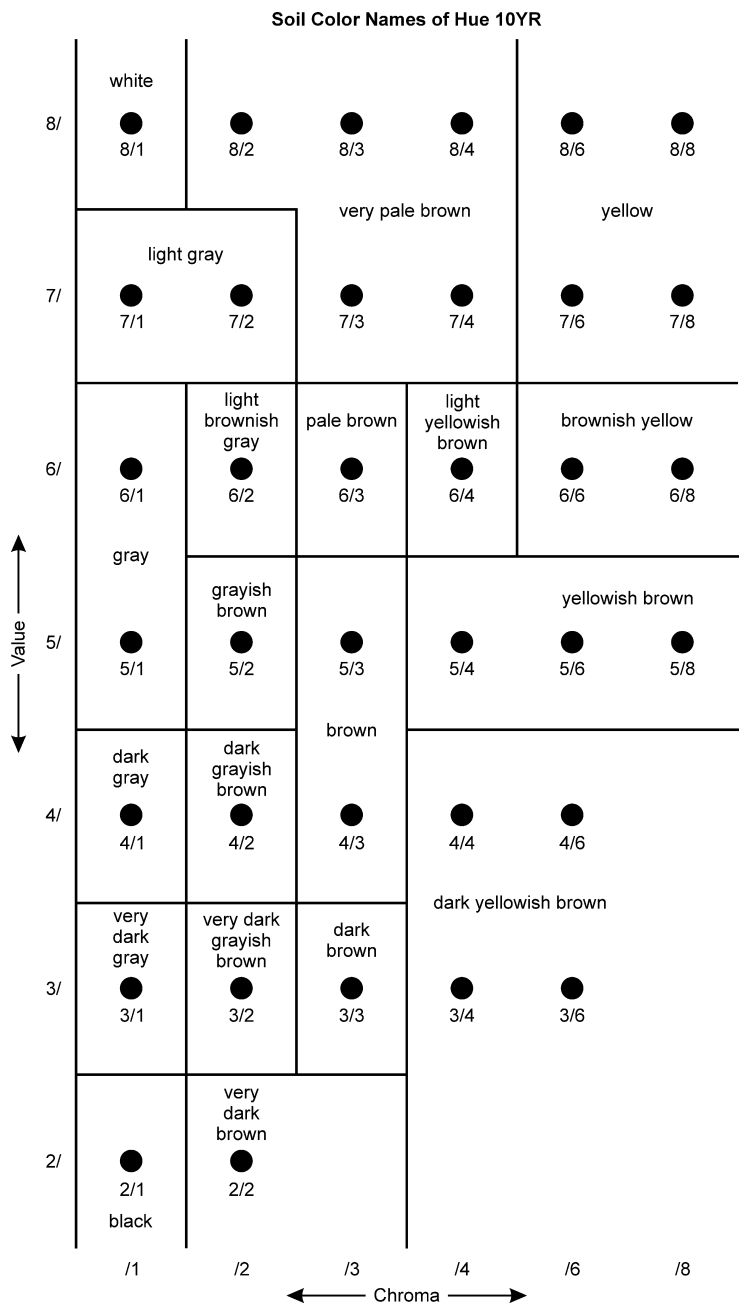 Soil Color Names of Hue 10YR
white
8/
8/1 8/2 8/3 8/4 8/6 8/8
very pale brown yellow
light gray
7/
7/1 7/2 7/3 7/4 7/6 7/8
light
brownish
gray
pale brown
light
yellowish
brown
brownish yellow
6/
6/1 6/2 6/3 6/4 6/6 6/8
gray
grayish
brown
yellowish brown
Value
5/
5/1 5/2 5/3 5/4 5/6 5/8
brown
dark
gray
dark
grayish
brown
4/
4/1 4/2 4/3 4/4 4/6
dark yellowish brown
very
dark
gray
very dark
grayish
brown
dark
brown
3/
3/1 3/2 3/3 3/4 3/6
very
dark
brown
2/
2/1 2/2
black
/1 /2 /3 /4 /6 /8
Chroma